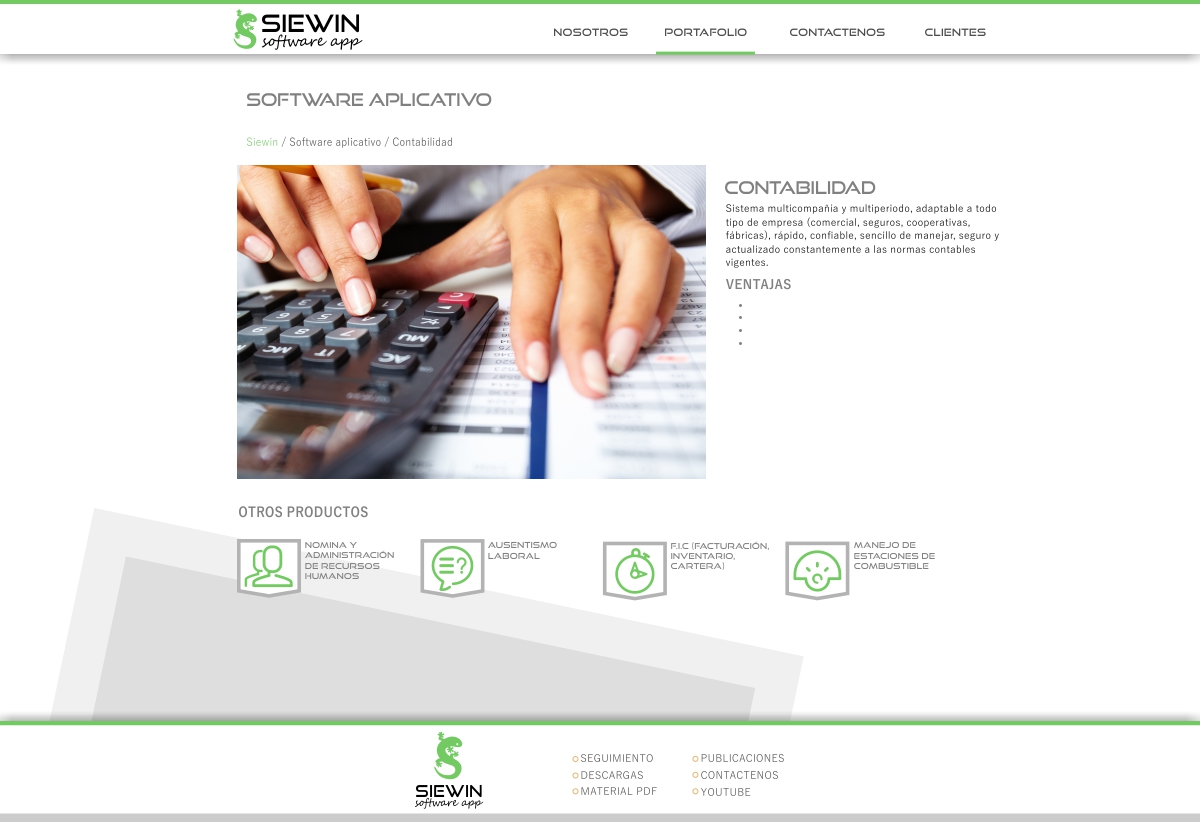 SIEWIN
software app
NOSOTROS
PORTAFOLIO
CONTACTENOS
CLIENTES
SOFTWARE APLICATIVO
Siewin / Software aplicativo / Contabilidad
CONTABILIDAD
Sistema multicompañia y multiperiodo, adaptable a todo
tipo de empresa (comercial, seguros, cooperativas,
fábricas), rápido, confiable, sencillo de manejar, seguro y
actualizado constantemente a las normas contables
vigentes.
VENTAJAS
C
MU
AC
OTROS PRODUCTOS
NOMINA Y
ADMINISTRACIÓN
DE RECURSOS
HUMANOS
AUSENTISMO
LABORAL
F.I.C (FACTURACIÓN,
INVENTARIO,
CARTERA)
MANEJO DE
ESTACIONES DE
COMBUSTIBLE
SIEWIN
software app
SEGUIMIENTO
DESCARGAS
MATERIAL PDF
PUBLICACIONES
CONTACTENOS
YOUTUBE